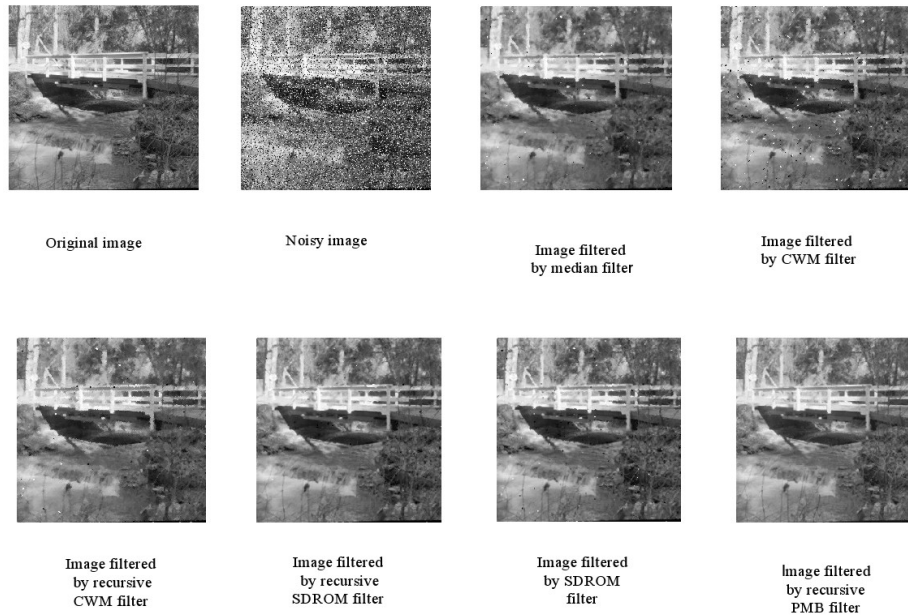 Original image
Noisy image
Image filtered
by median filter
Image filtered
by CWM filter
Image filtered
by recursive
CWM filter
Image filtered
by recursive
SDROM filter
Image filtered
by SDROM
filter
Image filtered
by recursive
PMB filter